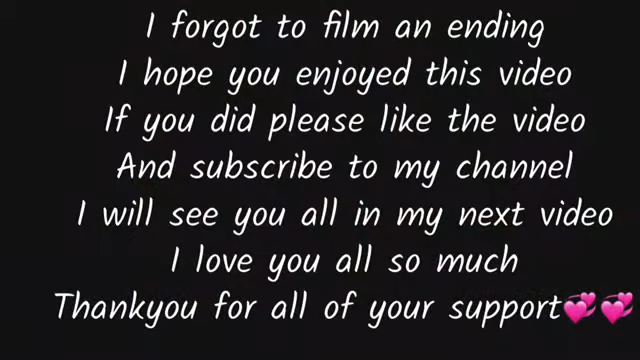 I forgot to film an ending
I hope you enjoyed this video
If you did please like the video
And subscribe to my channel
I will see you all in my next video
I love you all so much
Thankyou for all of your support💞💞